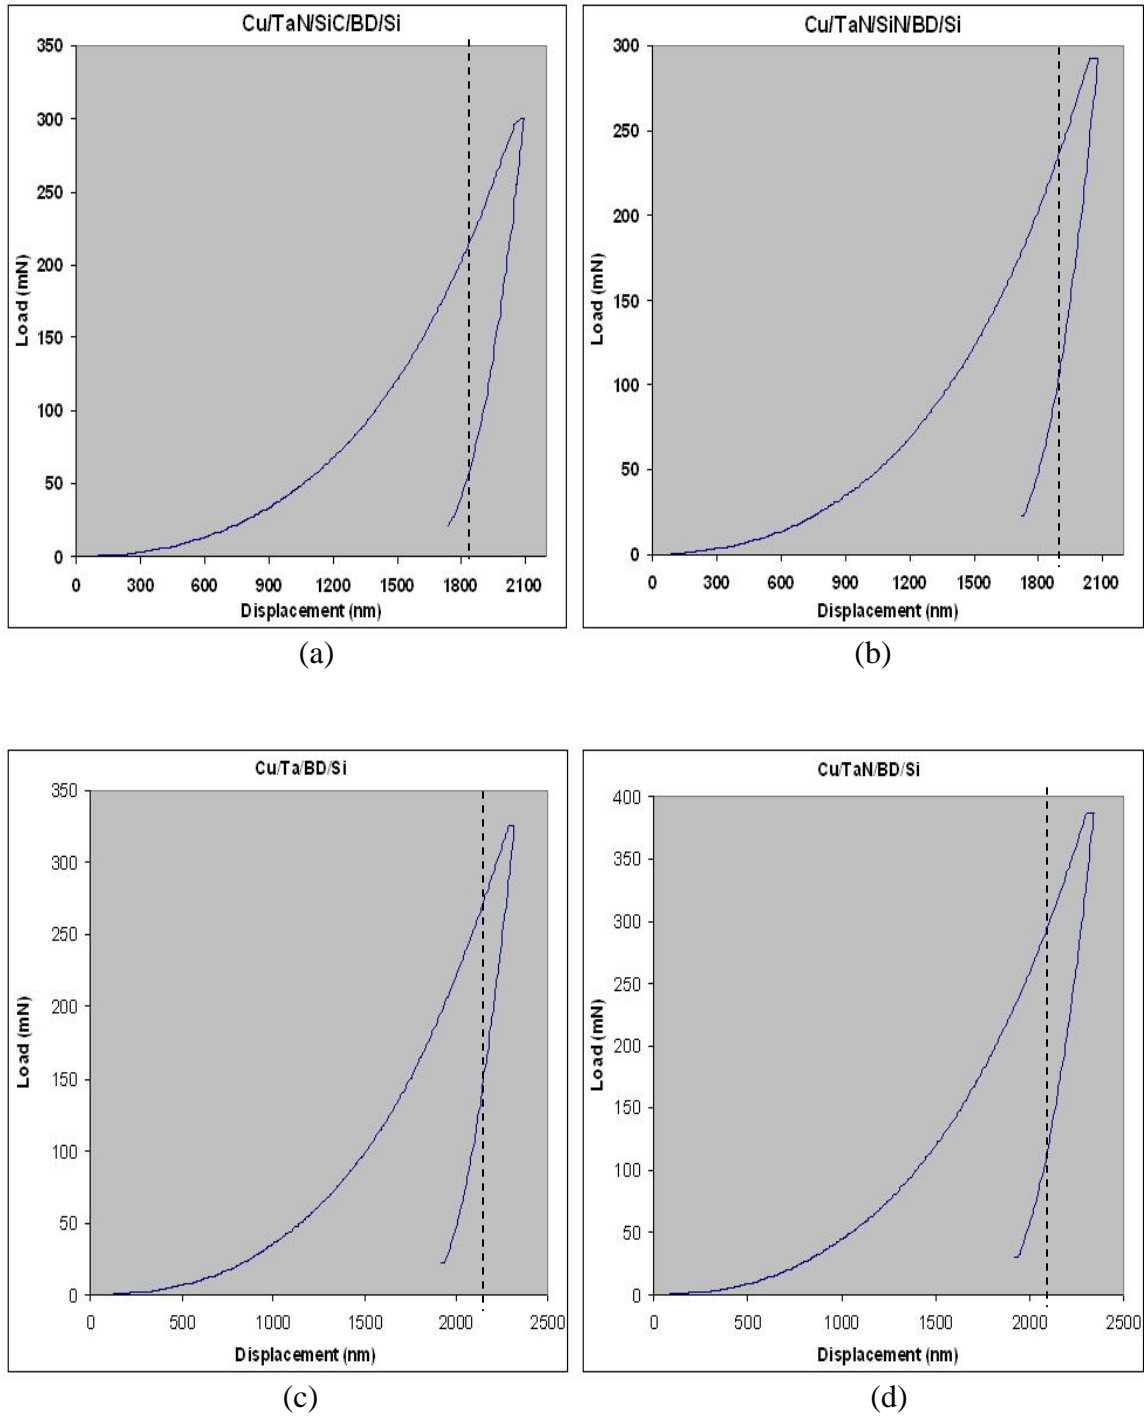 Cu/TaN/SiC/BD/Si
350
300
250
200
150
100
50
0
Load (mN)
0 300 600 900 1200 1500 1800 2100
Displacement (nm)
(a)
Cu/TaN/SiN/BD/Si
300
250
200
150
100
50
0
Load (mN)
0 300 600 900 1200 1500 1800 2100
Displacement (nm)
(b)
Cu/Ta/BD/Si
350
300
250
200
150
100
50
0
Load (mN)
0 500 1000 1500 2000 2500
Displacement (nm)
(c)
Cu/TaN/BD/Si
400
350
300
250
200
150
100
50
0
Load (mN)
0 500 1000 1500 2000 2500
Displacement (nm)
(d)